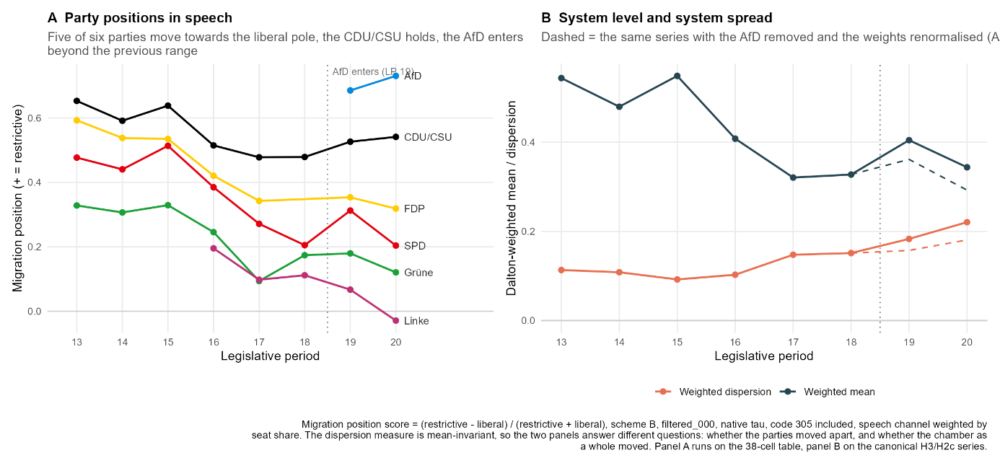 A Party positions in speech
Five of six parties move towards the liberal pole, the CDU/CSU holds, the AfD enters
beyond the previous range
AfD enters (LP 19)
AfD
CDU/CSU
FDP
SPD
Grüne
Linke
Migration position (+ = restrictive)
0.6
0.4
0.2
0.0
13 14 15 16 17 18 19 20
Legislative period
B System level and system spread
Dashed = the same series with the AfD removed and the weights renormalised (A
Dalton-weighted mean / dispersion
0.4
0.2
0.0
13 14 15 16 17 18 19 20
Legislative period
Weighted dispersion Weighted mean
Migration position score = (restrictive - liberal) / (restrictive + liberal), scheme B, filtered_000, native tau, code 305 included, speech channel weighted by
seat share. The dispersion measure is mean-invariant, so the two panels answer different questions: whether the parties moved apart, and whether the chamber as
a whole moved. Panel A runs on the 38-cell table, panel B on the canonical H3/H2c series.